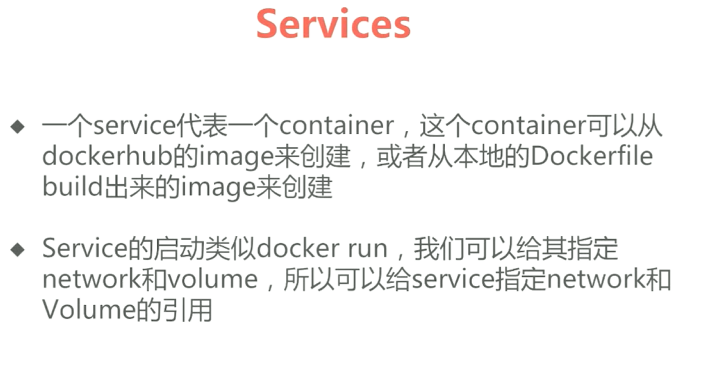 Services
◆ 一个service代表一个container，这个container可以从
dockerhub的image来创建，或者从本地的Dockerfile
build出来的image来创建
◆ Service的启动类似docker run，我们可以给其指定
network和volume，所以可以给service指定network和
Volume的引用